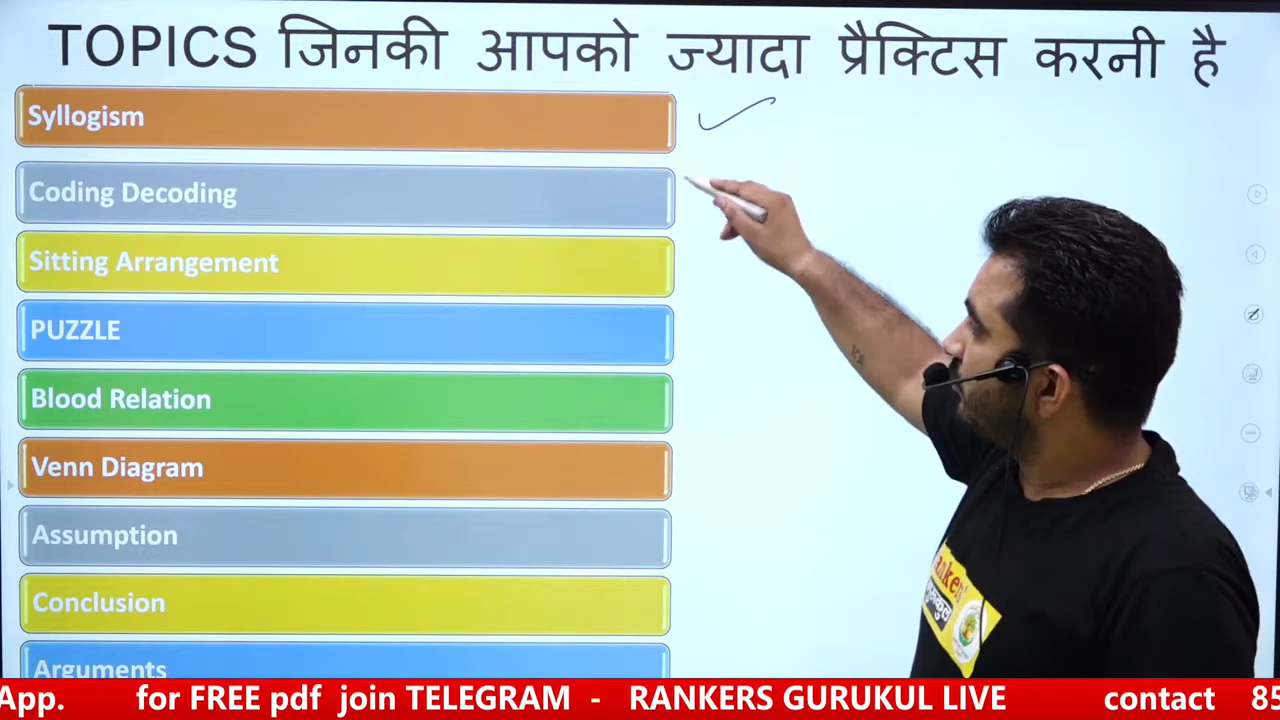 TOPICS जिनकी आपको ज्यादा प्रैक्टिस करनी है
Syllogism
Coding Decoding
Sitting Arrangement
PUZZLE
Blood Relation
Venn Diagram
Assumption
Conclusion
Arguments
ankers
गुरुकुल
App. for FREE pdf join TELEGRAM - RANKERS GURUKUL LIVE contact 85